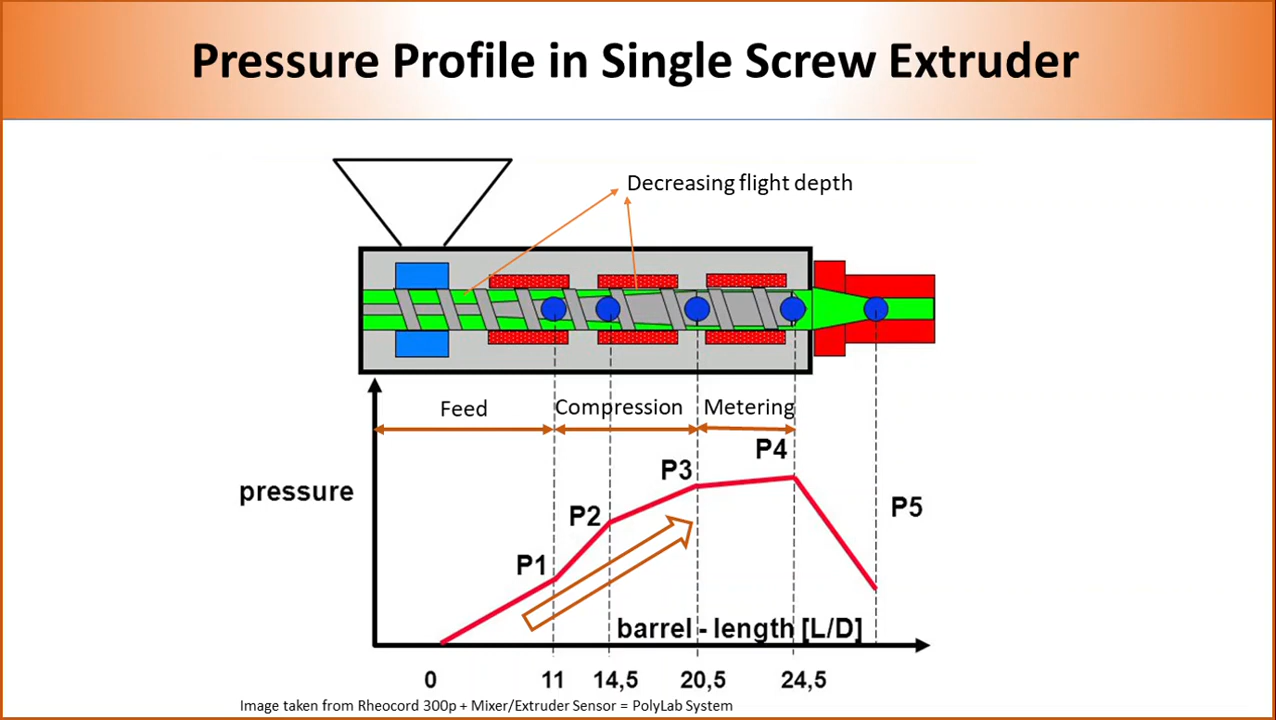 Pressure Profile in Single Screw Extruder
Decreasing flight depth
Feed
Compression
Metering
P4
P3
pressure
P5
P2
P1
barrel - length [L/D]
0
11
14,5
20,5
24,5
Image taken from Rheocord 300p + Mixer/Extruder Sensor = PolyLab System